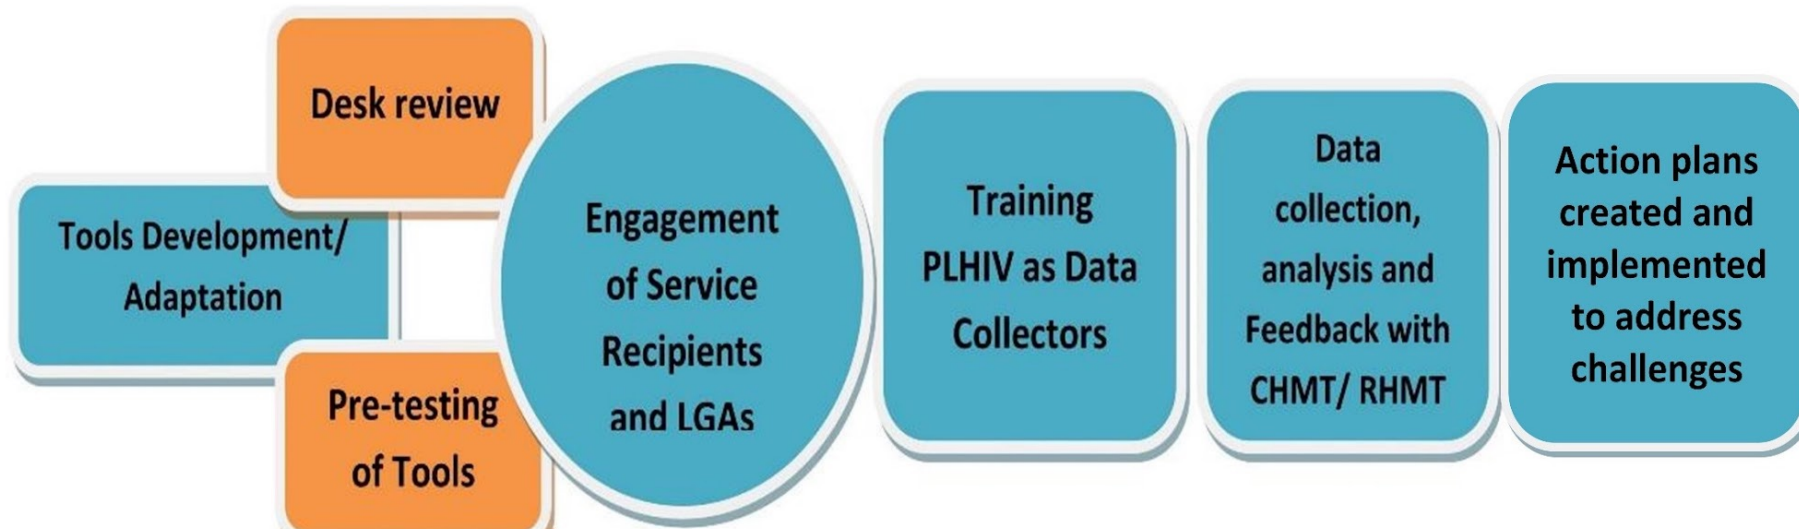 Desk review
Tools Development/
Adaptation
Pre-testing
of Tools
Engagement
of Service
Recipients
and LGAs
Training
PLHIV as Data
Collectors
Data
collection,
analysis and
Feedback with
CHMT/ RHMT
Action plans
created and
implemented
to address
challenges